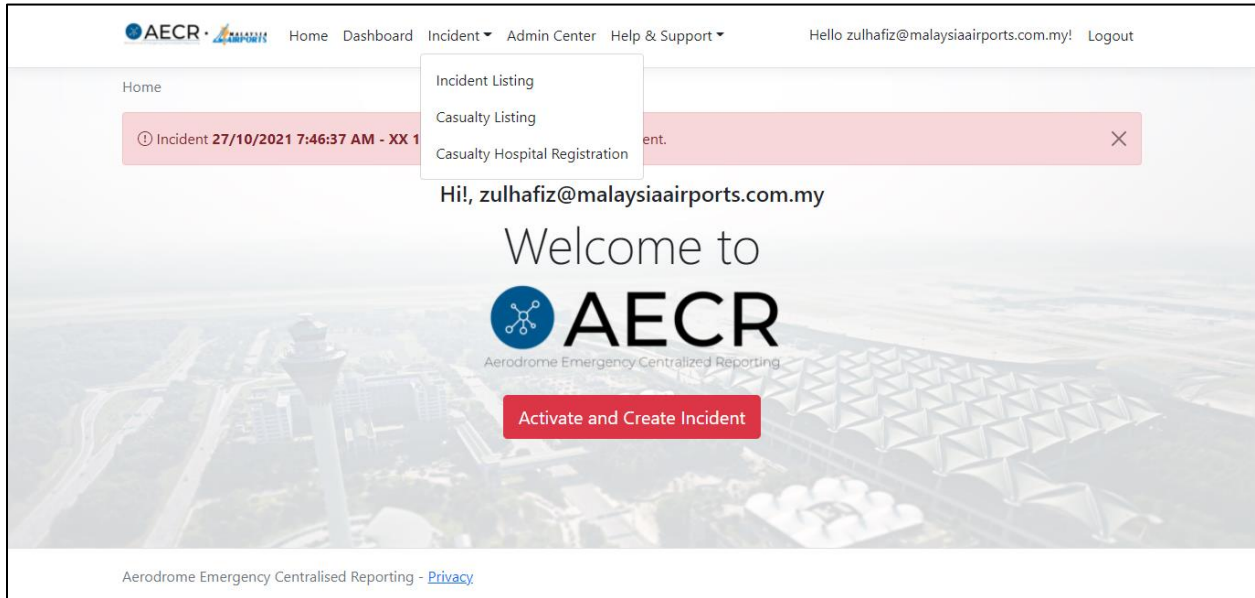 AECR · MALAYSIA AIRPORTS Home Dashboard Incident Admin Center Help & Support Hello zulhafiz@malaysiaairports.com.my! Logout
Incident Listing
Home
Casualty Listing
Incident 27/10/2021 7:46:37 AM - XX 1 ent.
Casualty Hospital Registration
Hi!, zulhafiz@malaysiaairports.com.my
Welcome to
AECR
Aerodrome Emergency Centralized Reporting
Activate and Create Incident
Aerodrome Emergency Centralised Reporting - Privacy